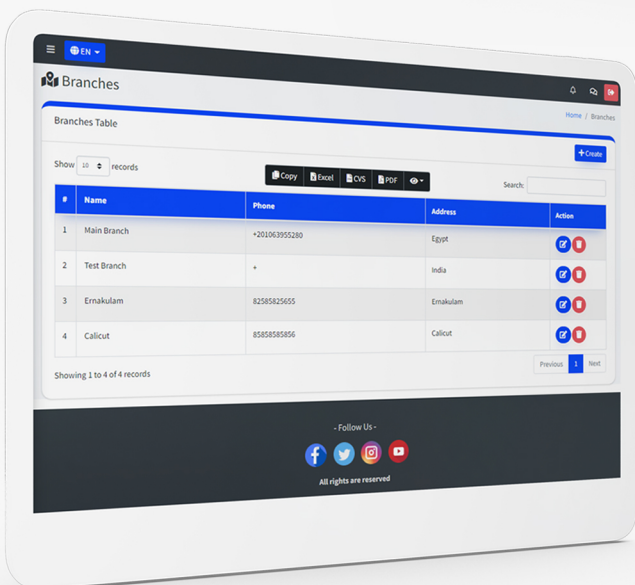 EN
Branches
Home / Branches
Branches Table
+Create
Show 10 records
Copy Excel CVS PDF
Search:
# Name Phone Address Action
1 Main Branch +201063955280 Egypt
2 Test Branch + India
3 Ernakulam 82585825655 Ernakulam
4 Calicut 85858585856 Calicut
Showing 1 to 4 of 4 records
Previous 1 Next
- Follow Us -
All rights are reserved